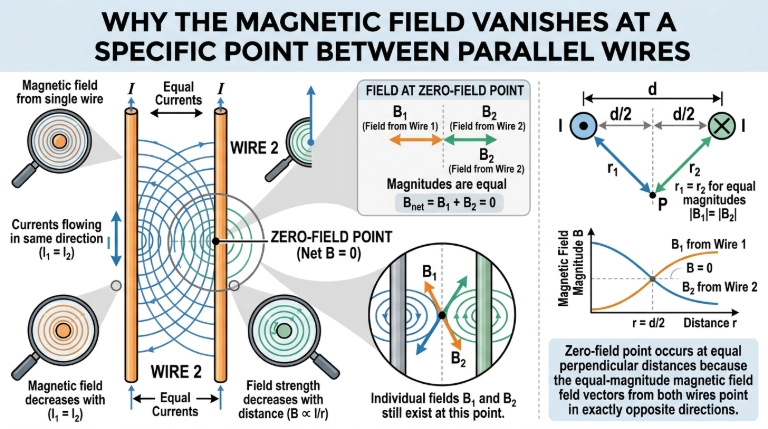 WHY THE MAGNETIC FIELD VANISHES AT A
SPECIFIC POINT BETWEEN PARALLEL WIRES
Magnetic field
from single wire
I
Equal
Currents
I
WIRE 2
Currents flowing
in same direction
(I₁ = I₂)
ZERO-FIELD POINT
(Net B = 0)
WIRE 2
Magnetic field
decreases with
(I₁ = I₂)
Equal
Currents
Field strength
decreases with
distance (B ∝ I/r)
FIELD AT ZERO-FIELD POINT
B₁
(Field from Wire 1)
B₂
(Field from Wire 2)
B₂
(Field from Wire 2)
Magnitudes are equal
Bnet = B₁ + B₂ = 0
B₁
B₂
Individual fields B₁ and B₂
still exist at this point.
d
d/2
d/2
I
I
r₁
r₂
P
r₁ = r₂ for equal
magnitudes
|B₁|= |B₂|
Magnetic Field
Magnitude B
B₁ from Wire 1
B = 0
B₂ from Wire 2
r = d/2
Distance r
Zero-field point occurs at equal
perpendicular distances because
the equal-magnitude magnetic field
field vectors from both wires point
in exactly opposite directions.